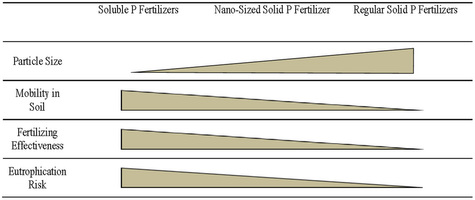 Soluble P Fertilizers Nano-Sized Solid P Fertilizer Regular Solid P Fertilizers
Particle Size
Mobility in
Soil
Fertilizing
Effectiveness
Eutrophication
Risk